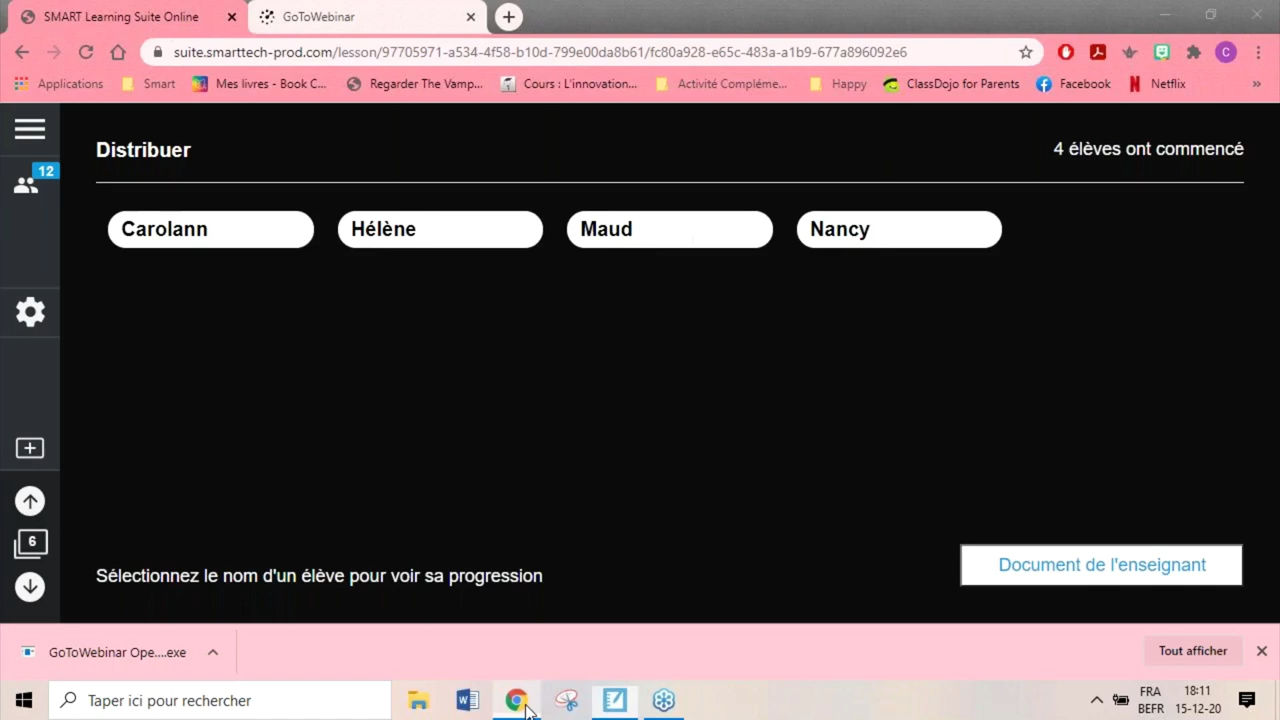 SMART Learning Suite Online
GoToWebinar
suite.smarttech-prod.com/lesson/97705971-a534-4f58-b10d-799e00da8b61/fc80a928-e65c-483a-a1b9-677a896092e6
C
Applications
Smart
Mes livres - Book C...
Regarder The Vamp...
Cours : L'innovation...
Activité Compléme...
Happy
ClassDojo for Parents
Facebook
Netflix
»
12
Distribuer
4 élèves ont commencé
Carolann
Hélène
Maud
Nancy
6
Sélectionnez le nom d'un élève pour voir sa progression
Document de l'enseignant
GoToWebinar Ope....exe
Tout afficher
Taper ici pour rechercher
FRA
BEFR
18:11
15-12-20